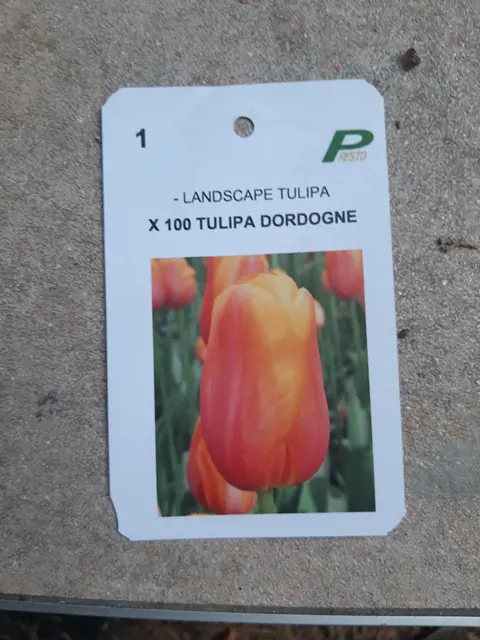 1
PRESTO
- LANDSCAPE TULIPA
X 100 TULIPA DORDOGNE